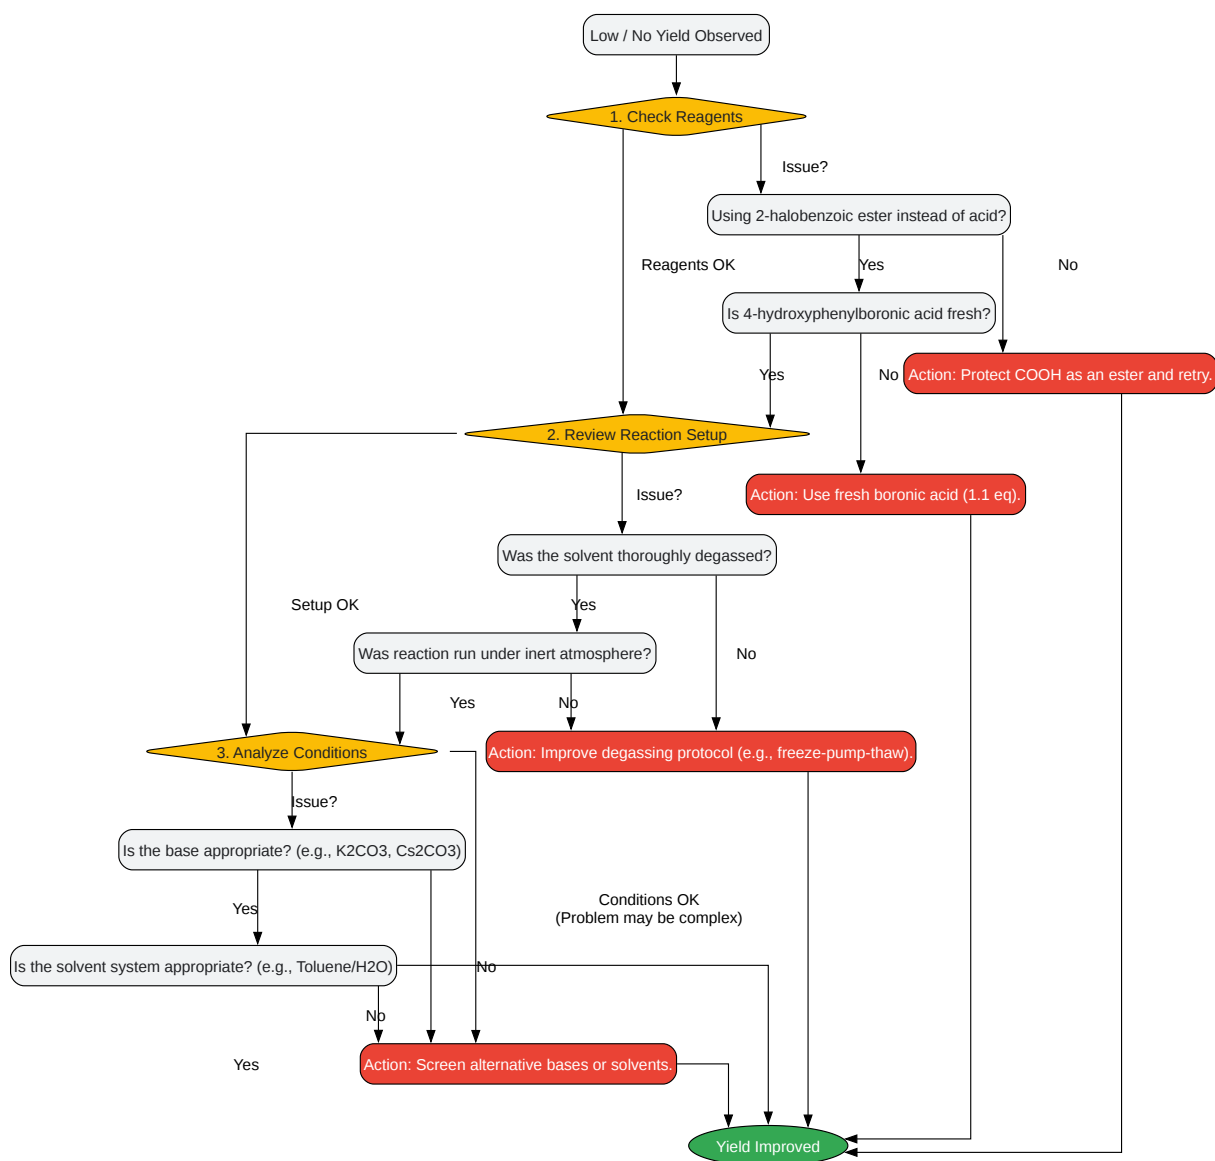 Low / No Yield Observed
1. Check Reagents
Issue?
Using 2-halobenzoic ester instead of acid?
Reagents OK
Yes
No
Is 4-hydroxyphenylboronic acid fresh?
Yes
No
Action: Protect COOH as an ester and retry.
2. Review Reaction Setup
Issue?
Action: Use fresh boronic acid (1.1 eq).
Was the solvent thoroughly degassed?
Setup OK
Yes
Was reaction run under inert atmosphere?
No
Yes
No
3. Analyze Conditions
Action: Improve degassing protocol (e.g., freeze-pump-thaw).
Issue?
Is the base appropriate? (e.g., K2CO3, Cs2CO3)
Yes
Conditions OK
(Problem may be complex)
Is the solvent system appropriate? (e.g., Toluene/H2O)
No
No
Yes
Action: Screen alternative bases or solvents.
Yield Improved